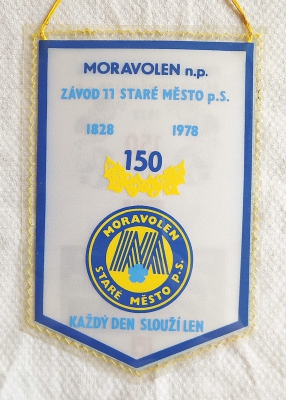 MORAVOLEN n.p.
ZÁVOD 11 STARÉ MĚSTO p.S.
1828 1978
150
MORAVOLEN
STARÉ MĚSTO p.S.
KAŽDÝ DEN SLOUŽÍ LEN